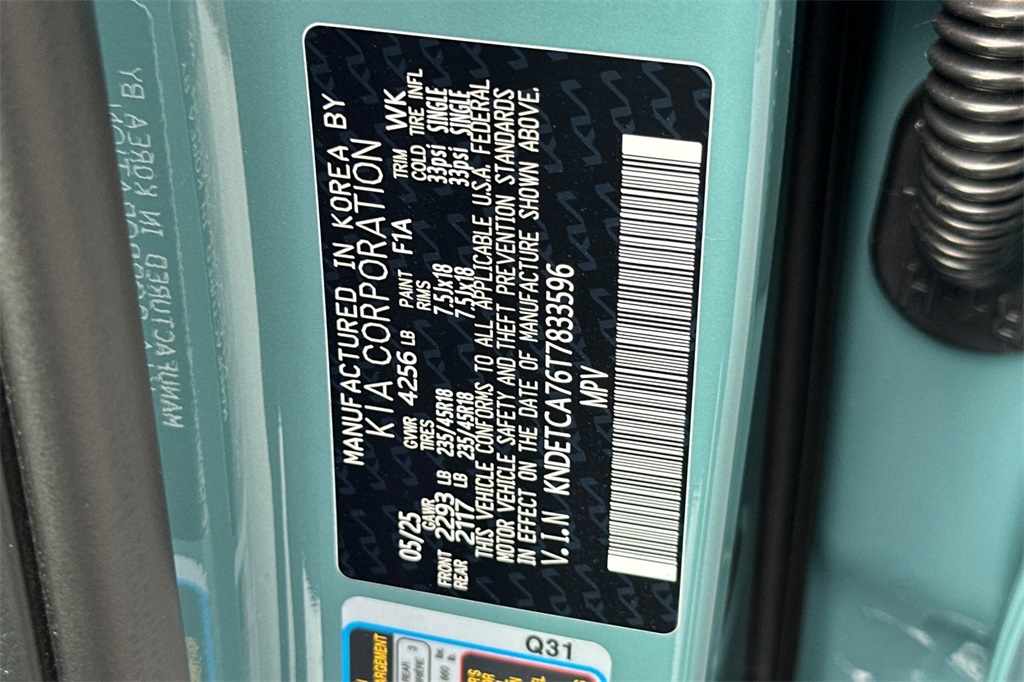 MANUFACTURED IN KOREA BY
KIA CORPORATION
05/25 GVWR 4256 LB PAINT F1A TRIM WK
GAWR TIRES RIMS COLD TIRE INFL
FRONT 2293 LB 235/45R18 7.5Jx18 33psi SINGLE
REAR 2117 LB 235/45R18 7.5Jx18 33psi SINGLE
THIS VEHICLE CONFORMS TO ALL APPLICABLE U.S.A. FEDERAL
MOTOR VEHICLE SAFETY AND THEFT PREVENTION STANDARDS
IN EFFECT ON THE DATE OF MANUFACTURE SHOWN ABOVE.
V.I.N KNDETCA76T7833596
MPV
Q31
REAR 3